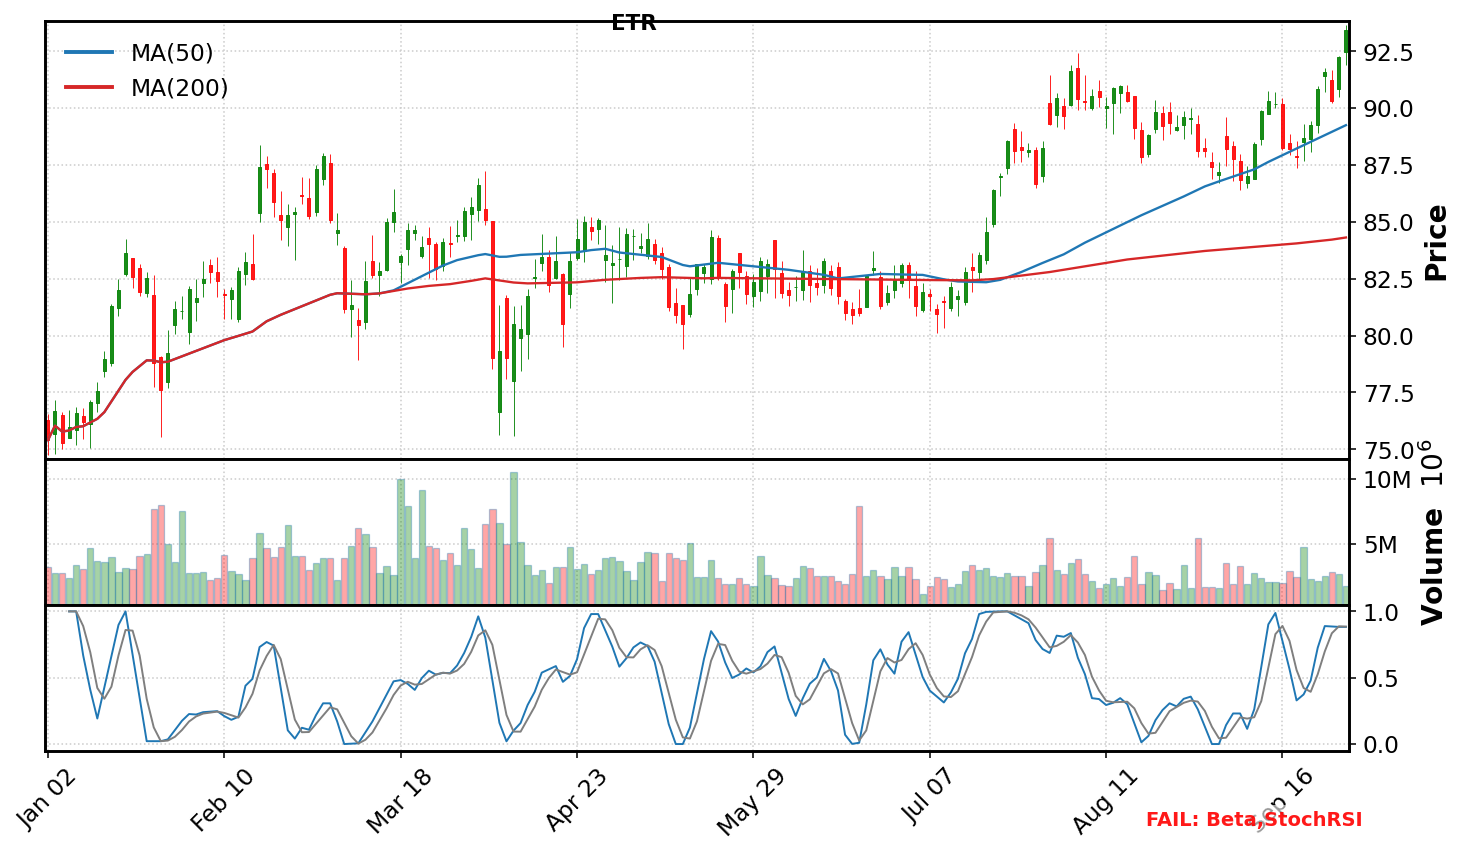 ETR
MA(50)
MA(200)
92.5
90.0
87.5
85.0
82.5
80.0
77.5
75.0
Price
10M
5M
Volume 10⁶
1.0
0.5
0.0
Jan 02
Feb 10
Mar 18
Apr 23
May 29
Jul 07
Aug 11
Sep 16
FAIL: Beta,StochRSI